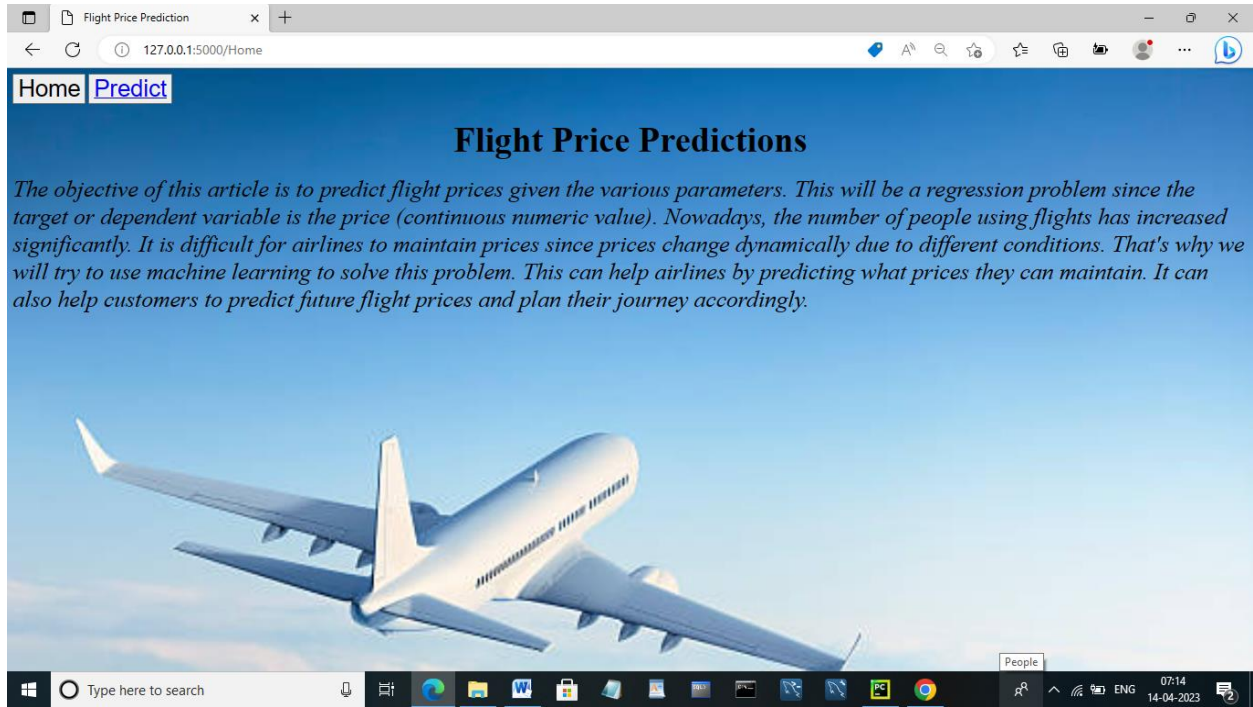 Flight Price Prediction
127.0.0.1:5000/Home
Home Predict
Flight Price Predictions
The objective of this article is to predict flight prices given the various parameters. This will be a regression problem since the
target or dependent variable is the price (continuous numeric value). Nowadays, the number of people using flights has increased
significantly. It is difficult for airlines to maintain prices since prices change dynamically due to different conditions. That's why we
will try to use machine learning to solve this problem. This can help airlines by predicting what prices they can maintain. It can
also help customers to predict future flight prices and plan their journey accordingly.
People
Type here to search
ENG
07:14
14-04-2023